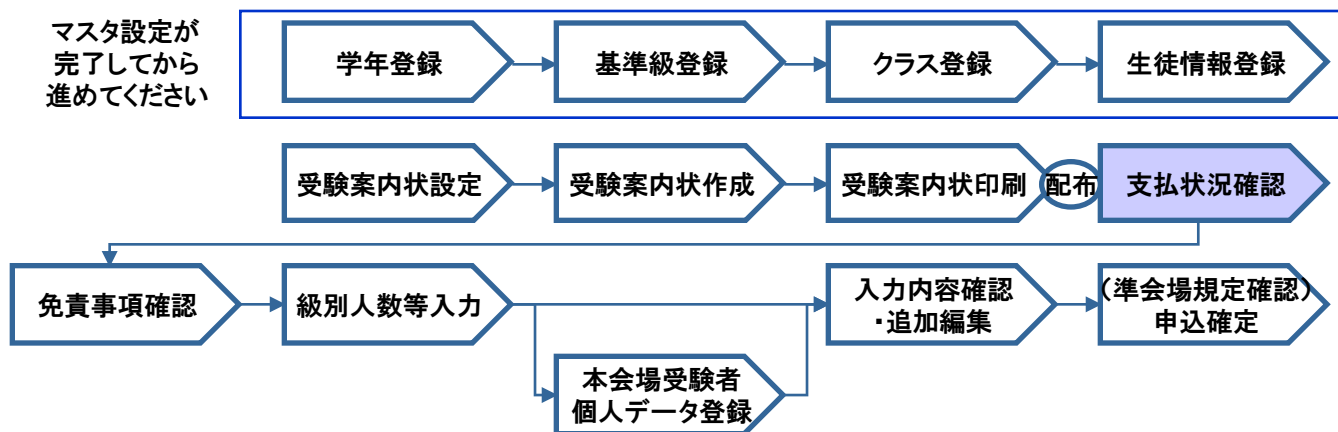 マスタ設定が
完了してから
進めてください
学年登録
基準級登録
クラス登録
生徒情報登録
受験案内状設定
受験案内状作成
受験案内状印刷
配布
支払状況確認
免責事項確認
級別人数等入力
入力内容確認
・追加編集
（準会場規定確認）
申込確定
本会場受験者
個人データ登録